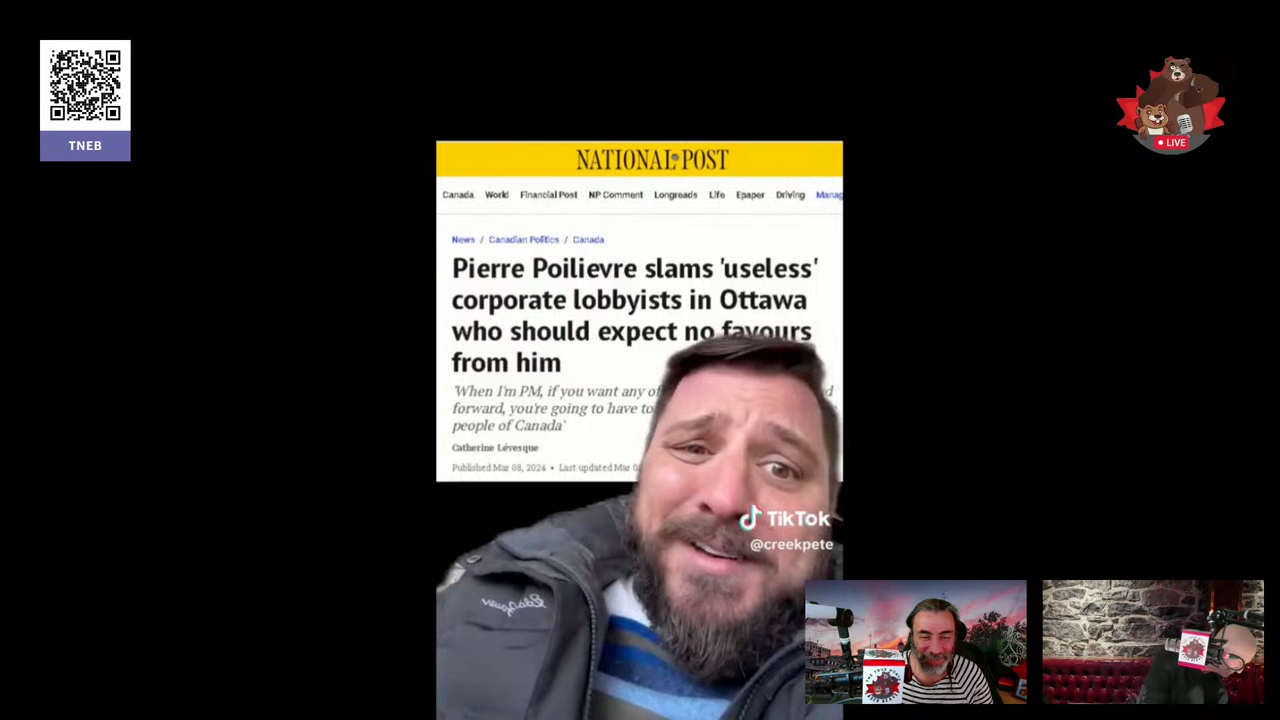 TNEB
LIVE
NATIONAL POST
Canada World Financial Post NP Comment Longreads Life Epaper Driving Manag
News / Canadian Politics / Canada
Pierre Poilievre slams 'useless'
corporate lobbyists in Ottawa
who should expect no favours
from him
'When I'm PM, if you want any of
forward, you're going to have to
people of Canada'
Catherine Lévesque
Published Mar 08, 2024 • Last updated Mar 0
TikTok
@creekpete